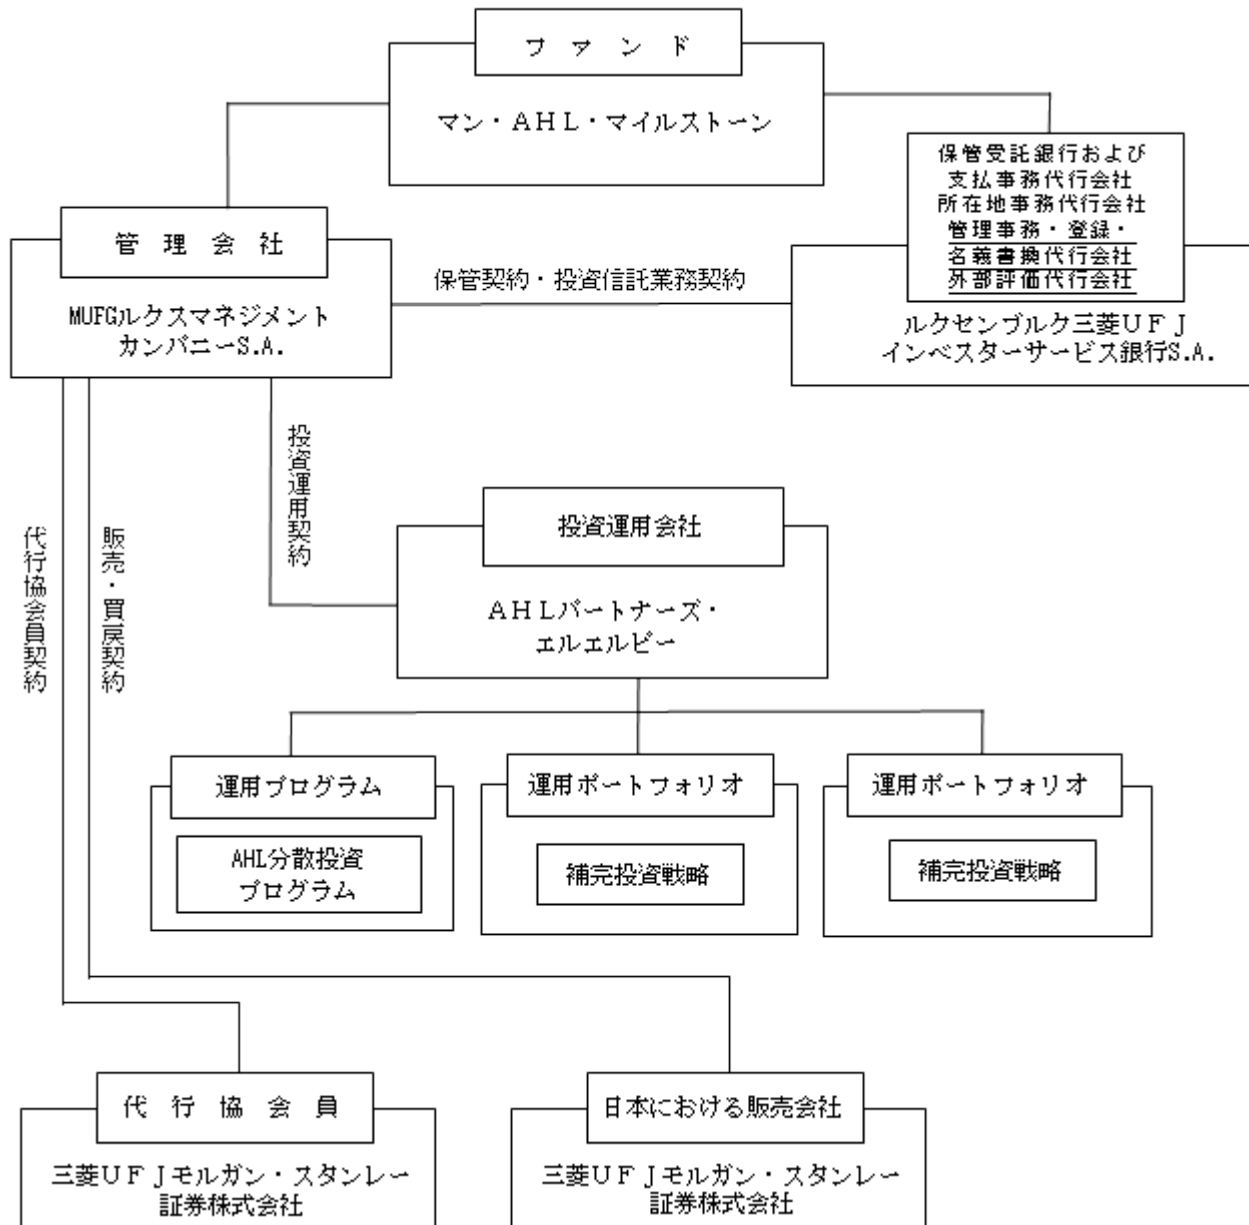 ファンド
マン・ＡＨＬ・マイルストーン
保管受託銀行および
支払事務代行会社
所在地事務代行会社
管理事務・登録・
名義書換代行会社
外部評価代行会社
管理会社
保管契約・投資信託業務契約
MUFGルクスマネジメント
カンパニーS.A.
ルクセンブルク三菱ＵＦＪ
インベスターサービス銀行S.A.
投資運用契約
代行協会員契約
販売・買戻契約
投資運用会社
ＡＨＬパートナーズ・
エルエルピー
運用プログラム
運用ポートフォリオ
運用ポートフォリオ
AHL分散投資
プログラム
補完投資戦略
補完投資戦略
代行協会員
日本における販売会社
三菱ＵＦＪモルガン・スタンレー
証券株式会社
三菱ＵＦＪモルガン・スタンレー
証券株式会社